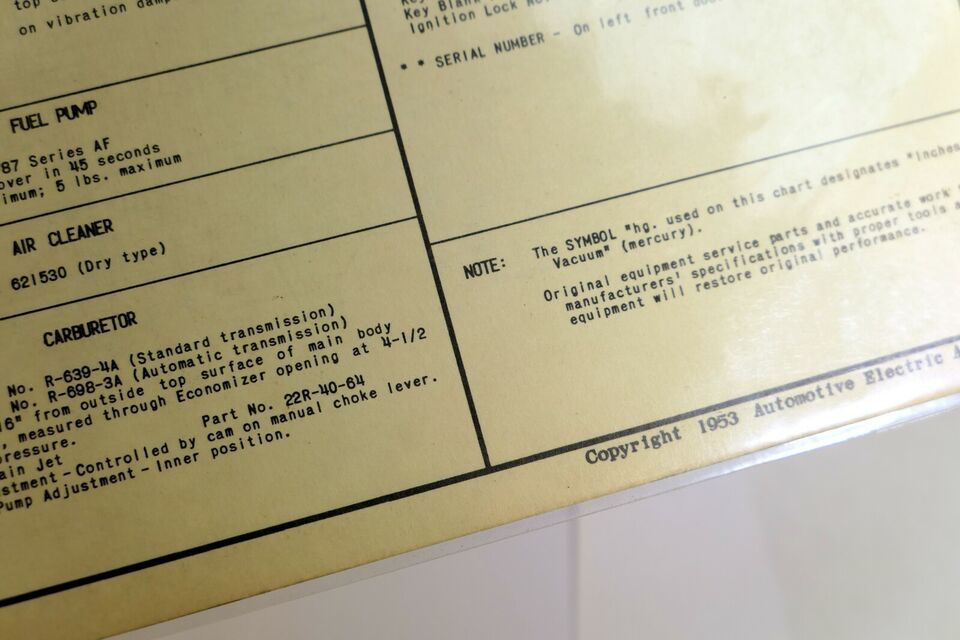 top
on vibration damp
FUEL PUMP
87 Series AF
over in 45 seconds
imum; 5 lbs. maximum
AIR CLEANER
621530 (Dry type)
CARBURETOR
No. R-639-4A (Standard transmission)
No. R-698-3A (Automatic transmission)
16" from outside top surface of main body
, measured through Economizer opening at 4-1/2
pressure.
ain Jet Part No. 22R-40-64
stment-Controlled by cam on manual choke lever.
Pump Adjustment-Inner position.
Key Blank
Ignition Lock No.
* * SERIAL NUMBER - On left front
NOTE: The SYMBOL "hg. used on this chart designates "Inches
Vacuum" (mercury).
Original equipment service parts and accurate work
manufacturers' specifications with proper tools
equipment will restore original performance.
Copyright 1953 Automotive Electric A